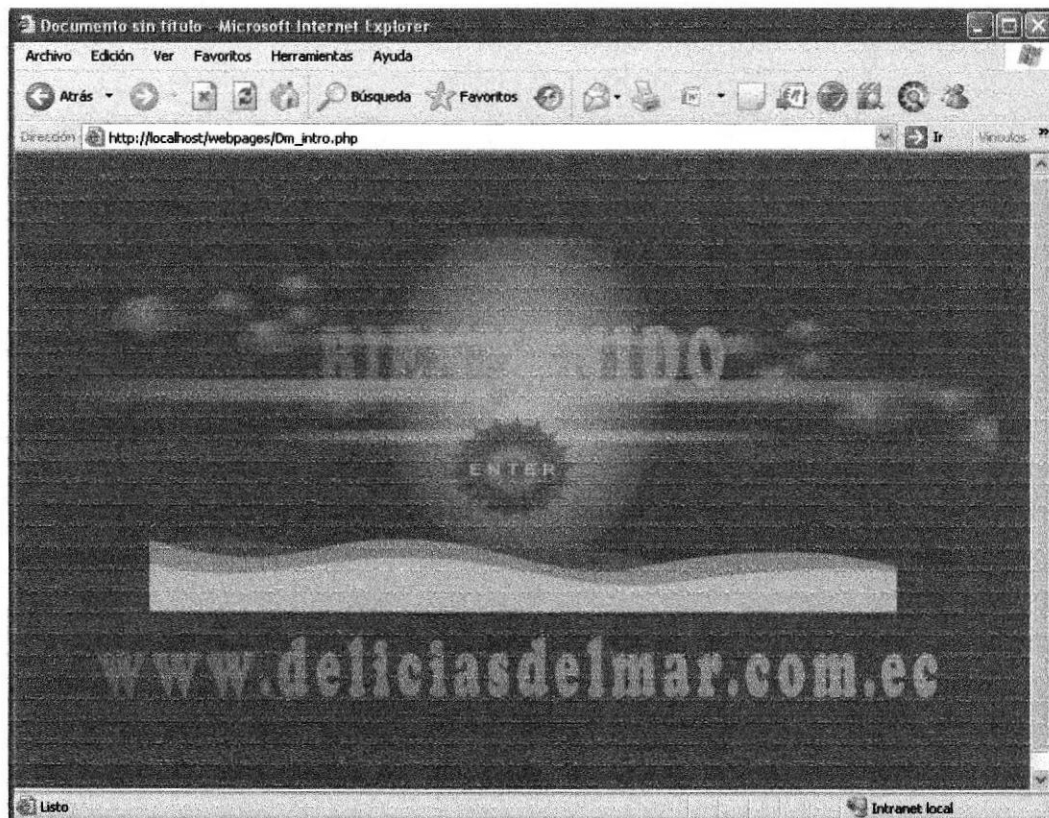 Documento sin título - Microsoft Internet Explorer
Archivo Edición Ver Favoritos Herramientas Ayuda
Atrás Búsqueda Favoritos
Dirección http://localhost/webpages/Dm_intro.php Ir Vínculos »
ENTER
www.deliciasdelmar.com.ec
Listo Intranet local